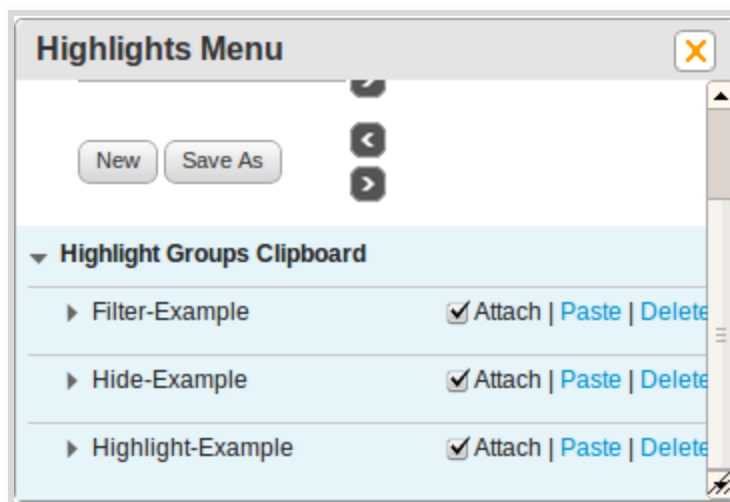 Highlights Menu
New Save As
Highlight Groups Clipboard
Filter-Example Attach | Paste | Delete
Hide-Example Attach | Paste | Delete
Highlight-Example Attach | Paste | Delete